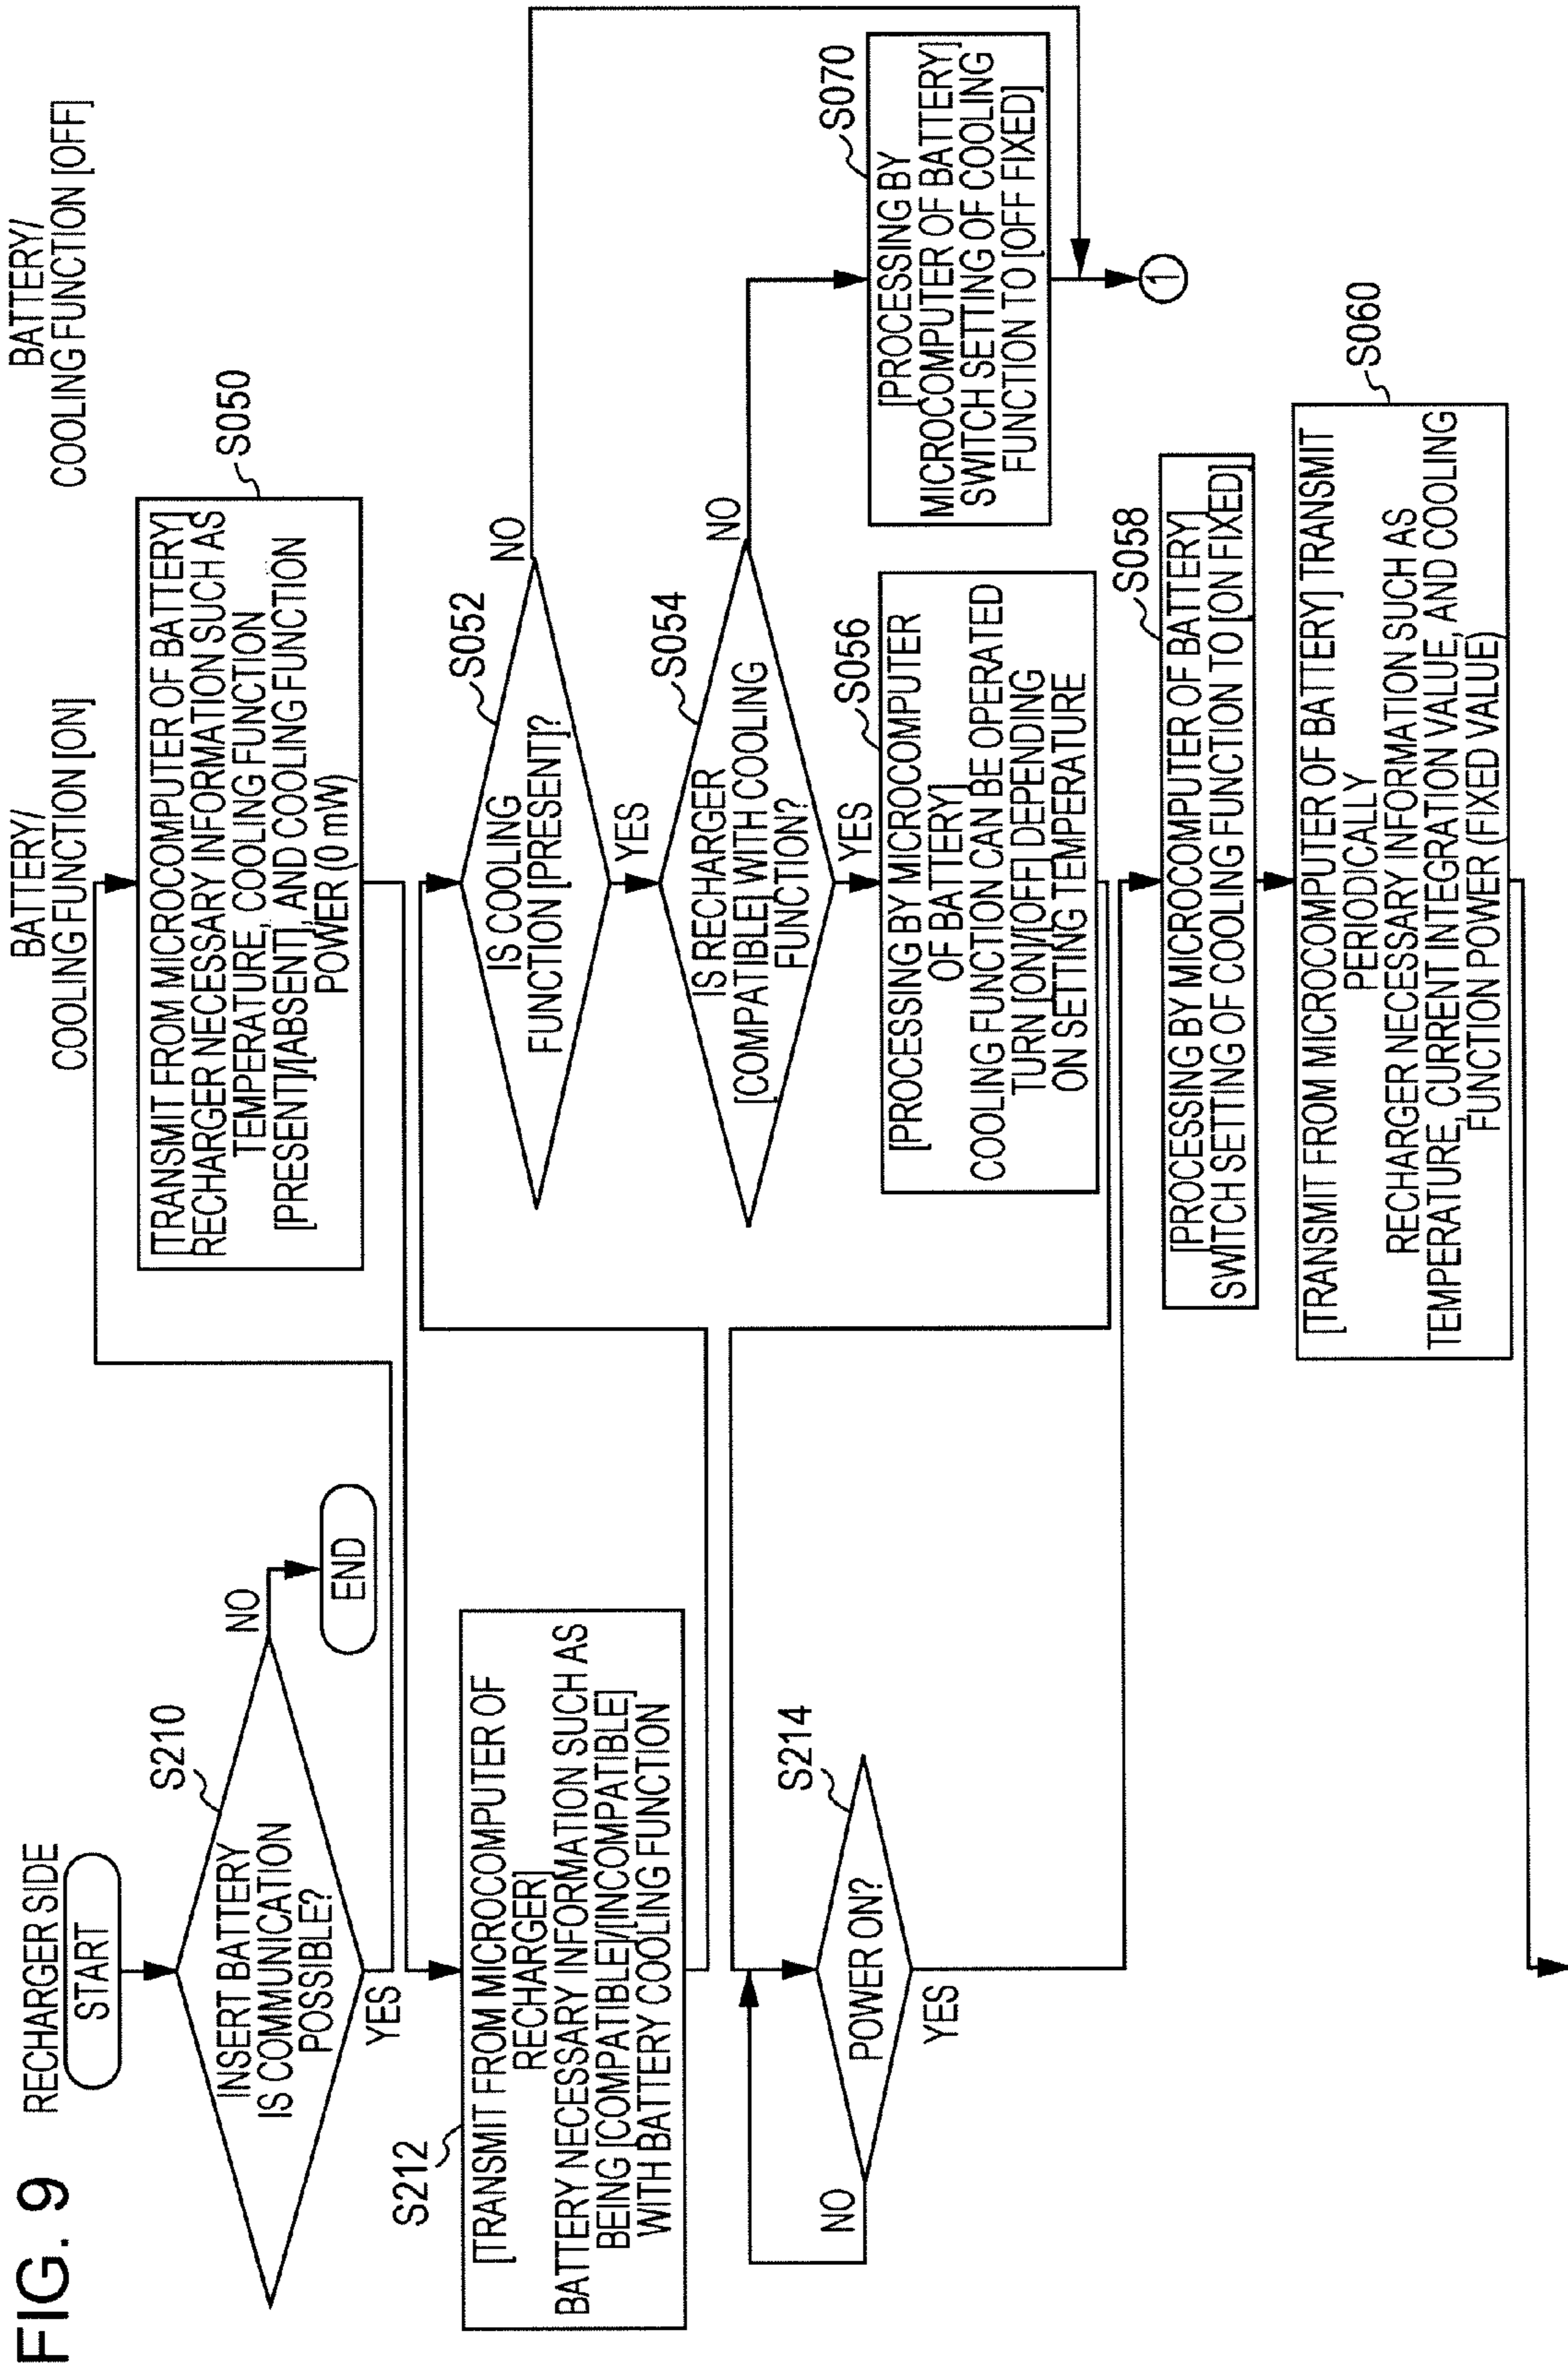 FIG. 9
RECHARGER SIDE
START
S210
INSERT BATTERY
IS COMMUNICATION
POSSIBLE?
NO
END
YES
S212
[TRANSMIT FROM MICROCOMPUTER OF
RECHARGER]
BATTERY NECESSARY INFORMATION SUCH AS
BEING [COMPATIBLE]/[INCOMPATIBLE]
WITH BATTERY COOLING FUNCTION
S214
POWER ON?
NO
YES
BATTERY/
COOLING FUNCTION [ON]
S050
[TRANSMIT FROM MICROCOMPUTER OF BATTERY]
RECHARGER NECESSARY INFORMATION SUCH AS
TEMPERATURE, COOLING FUNCTION
[PRESENT]/[ABSENT], AND COOLING FUNCTION
POWER (0 mW)
S052
IS COOLING
FUNCTION [PRESENT]?
NO
YES
S054
IS RECHARGER
[COMPATIBLE] WITH COOLING
FUNCTION?
NO
YES
S056
[PROCESSING BY MICROCOMPUTER
OF BATTERY]
COOLING FUNCTION CAN BE OPERATED
TURN [ON]/[OFF] DEPENDING
ON SETTING TEMPERATURE
S058
[PROCESSING BY MICROCOMPUTER OF BATTERY]
SWITCH SETTING OF COOLING FUNCTION TO [ON FIXED]
S060
[TRANSMIT FROM MICROCOMPUTER OF BATTERY] TRANSMIT
PERIODICALLY
RECHARGER NECESSARY INFORMATION SUCH AS
TEMPERATURE, CURRENT INTEGRATION VALUE, AND COOLING
FUNCTION POWER (FIXED VALUE)
BATTERY/
COOLING FUNCTION [OFF]
S070
[PROCESSING BY
MICROCOMPUTER OF BATTERY]
SWITCH SETTING OF COOLING
FUNCTION TO [OFF FIXED]
1